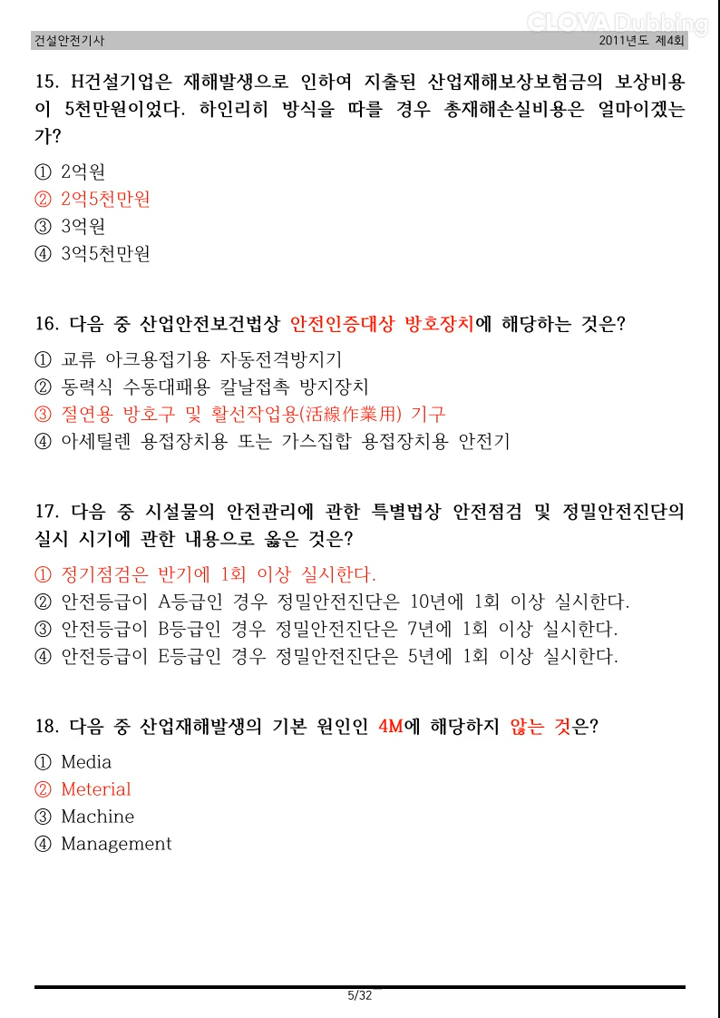 CLOVA Dubbing
건설안전기사 2011년도 제4회
15. H건설기업은 재해발생으로 인하여 지출된 산업재해보상보험금의 보상비용
이 5천만원이었다. 하인리히 방식을 따를 경우 총재해손실비용은 얼마이겠는
가?
① 2억원
② 2억5천만원
③ 3억원
④ 3억5천만원
16. 다음 중 산업안전보건법상 안전인증대상 방호장치에 해당하는 것은?
① 교류 아크용접기용 자동전격방지기
② 동력식 수동대패용 칼날접촉 방지장치
③ 절연용 방호구 및 활선작업용(活線作業用) 기구
④ 아세틸렌 용접장치용 또는 가스집합 용접장치용 안전기
17. 다음 중 시설물의 안전관리에 관한 특별법상 안전점검 및 정밀안전진단의
실시 시기에 관한 내용으로 옳은 것은?
① 정기점검은 반기에 1회 이상 실시한다.
② 안전등급이 A등급인 경우 정밀안전진단은 10년에 1회 이상 실시한다.
③ 안전등급이 B등급인 경우 정밀안전진단은 7년에 1회 이상 실시한다.
④ 안전등급이 E등급인 경우 정밀안전진단은 5년에 1회 이상 실시한다.
18. 다음 중 산업재해발생의 기본 원인인 4M에 해당하지 않는 것은?
① Media
② Meterial
③ Machine
④ Management
5/32